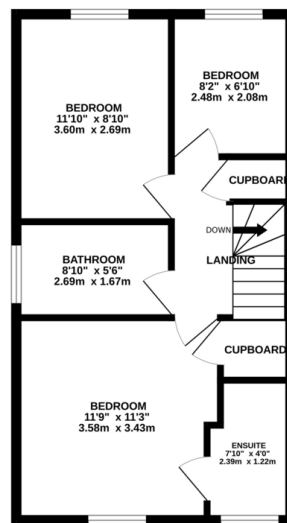 BEDROOM
11'10" x 8'10"
3.60m x 2.69m
BEDROOM
8'2" x 6'10"
2.48m x 2.08m
CUPBOARD
DOWN
LANDING
BATHROOM
8'10" x 5'6"
2.69m x 1.67m
CUPBOARD
BEDROOM
11'9" x 11'3"
3.58m x 3.43m
ENSUITE
7'10" x 4'0"
2.39m x 1.22m